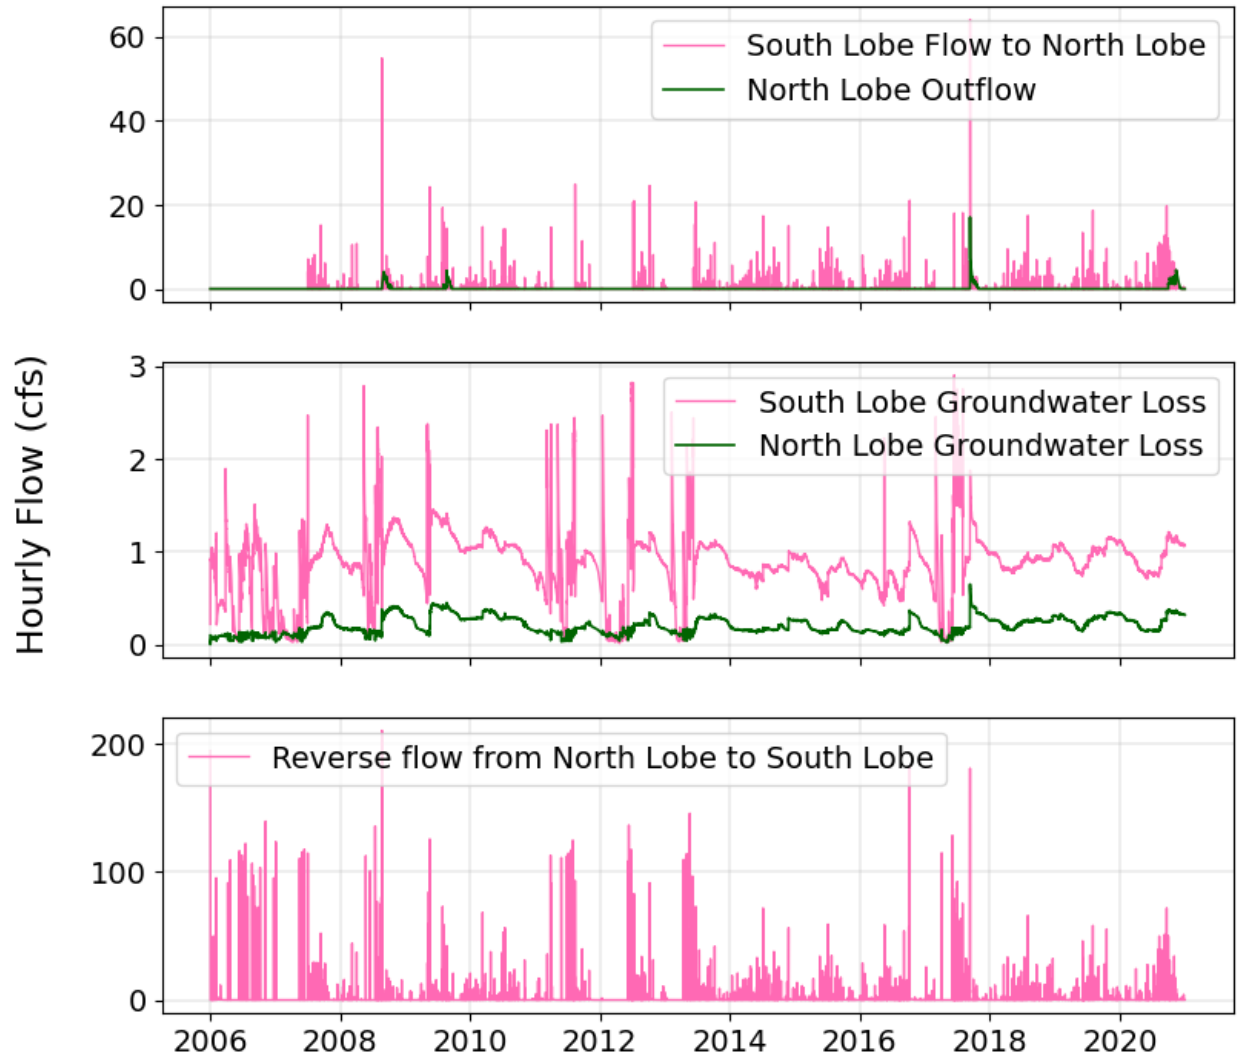 60
South Lobe Flow to North Lobe
North Lobe Outflow
40
20
0
Hourly Flow (cfs)
3
South Lobe Groundwater Loss
North Lobe Groundwater Loss
2
1
0
200
Reverse flow from North Lobe to South Lobe
100
0
2006 2008 2010 2012 2014 2016 2018 2020